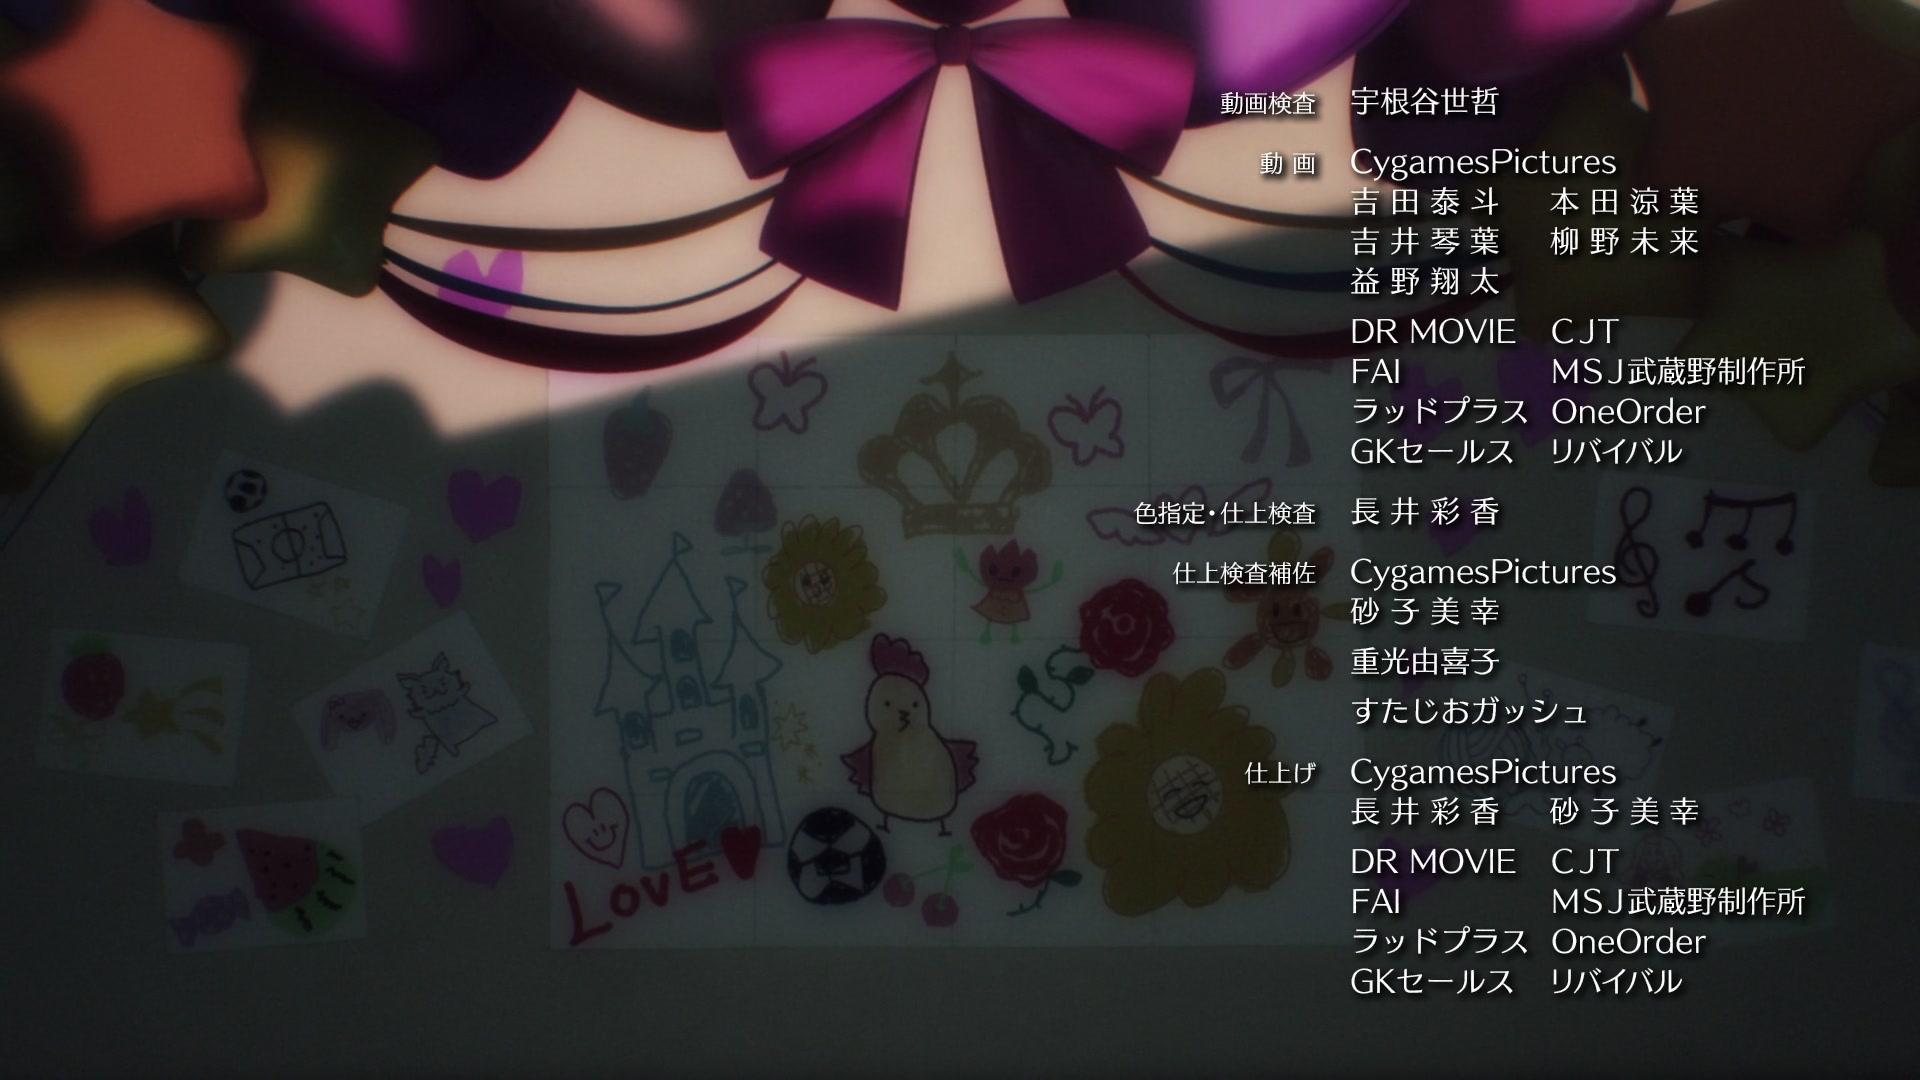 動画検査 宇根谷世哲
動画 CygamesPictures
吉田泰斗 本田涼葉
吉井琴葉 柳野未来
益野翔太
DR MOVIE CJT
FAI MSJ武蔵野制作所
ラッドプラス OneOrder
GKセールス リバイバル
色指定・仕上検査 長井彩香
仕上検査補佐 CygamesPictures
砂子美幸
重光由喜子
すたじおガッシュ
仕上げ CygamesPictures
長井彩香 砂子美幸
DR MOVIE CJT
FAI MSJ武蔵野制作所
ラッドプラス OneOrder
GKセールス リバイバル
LOVE